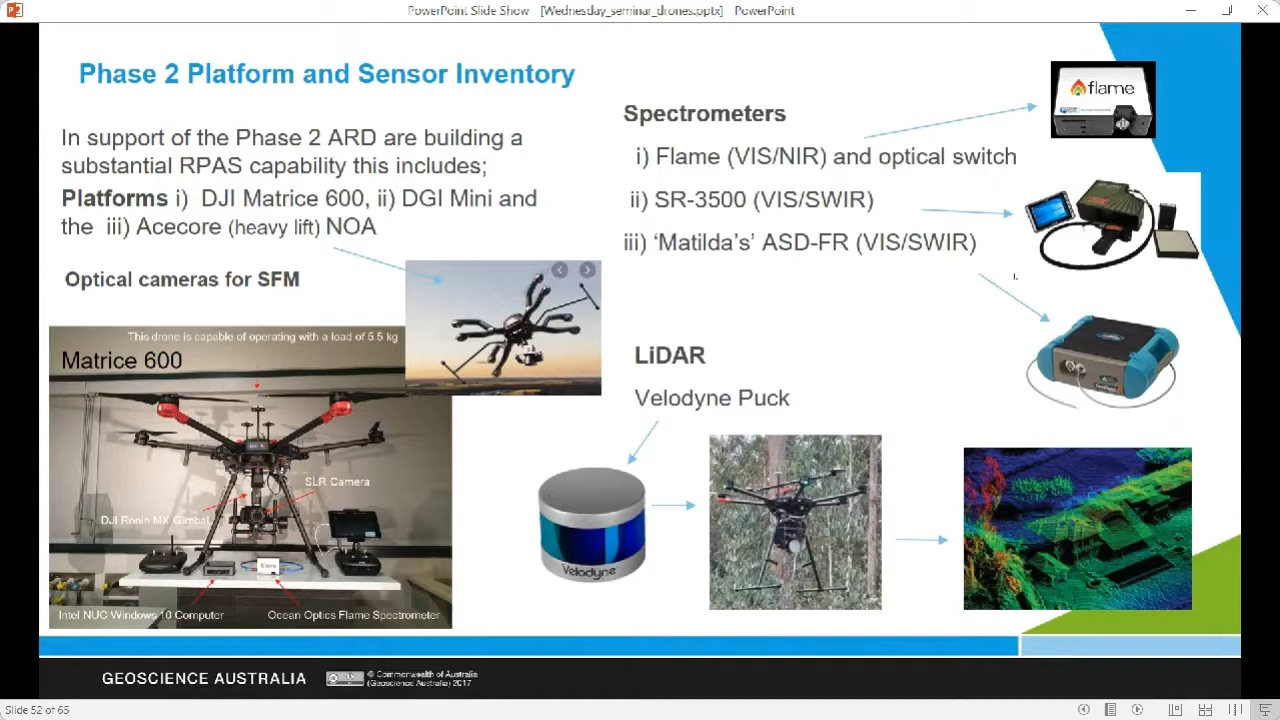 PowerPoint Slide Show - [Wednesday_seminar_drones.pptx] - PowerPoint
Phase 2 Platform and Sensor Inventory
In support of the Phase 2 ARD are building a
substantial RPAS capability this includes;
Platforms i) DJI Matrice 600, ii) DGI Mini and
the iii) Acecore (heavy lift) NOA
Optical cameras for SFM
This drone is capable of operating with a load of 5.5 kg
Matrice 600
SLR Camera
DJI Ronin MX Gimbal
Intel NUC Windows 10 Computer
Ocean Optics Flame Spectrometer
Spectrometers
i) Flame (VIS/NIR) and optical switch
ii) SR-3500 (VIS/SWIR)
iii) ‘Matilda’s’ ASD-FR (VIS/SWIR)
flame
LiDAR
Velodyne Puck
Velodyne
GEOSCIENCE AUSTRALIA
© Commonwealth of Australia
(Geoscience Australia) 2017
Slide 52 of 65